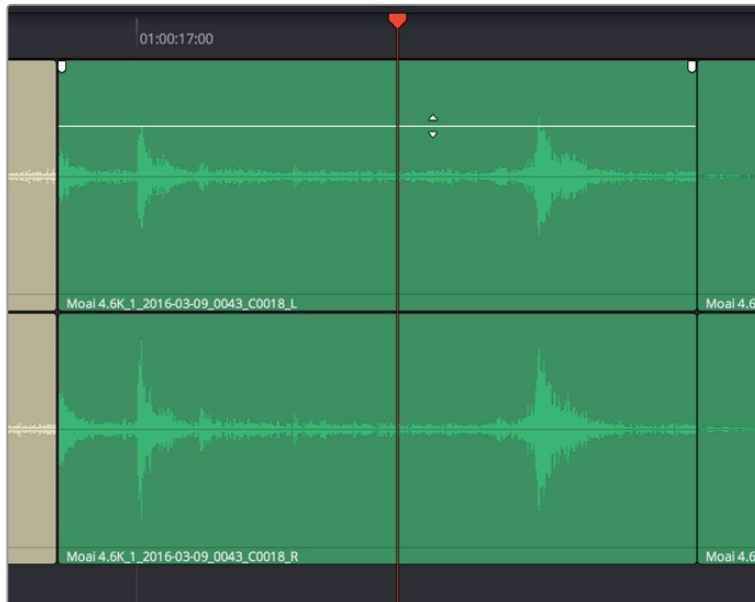 01:00:17:00
Moai 4.6K_1_2016-03-09_0043_C0018_L
Moai 4.6
Moai 4.6K_1_2016-03-09_0043_C0018_R
Moai 4.6